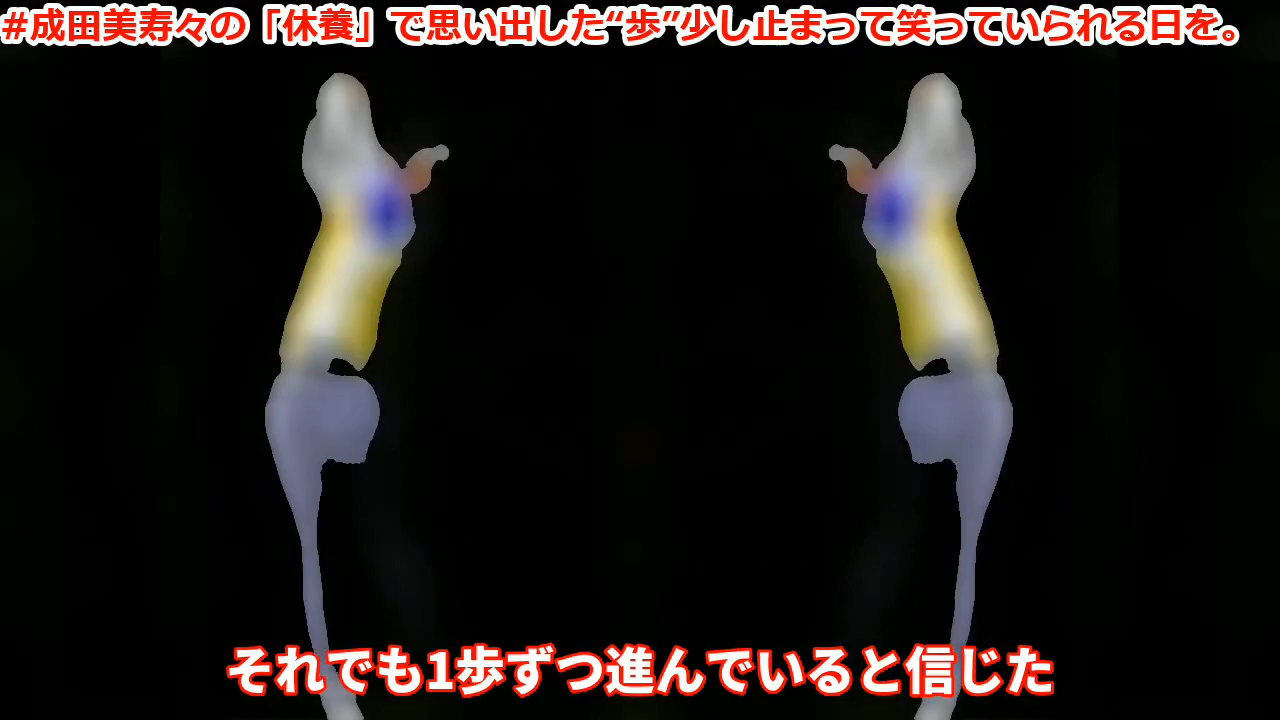 #成田美寿々の「休養」で思い出した“歩”少し止まって笑っていられる日を。
それでも1歩ずつ進んでいると信じた